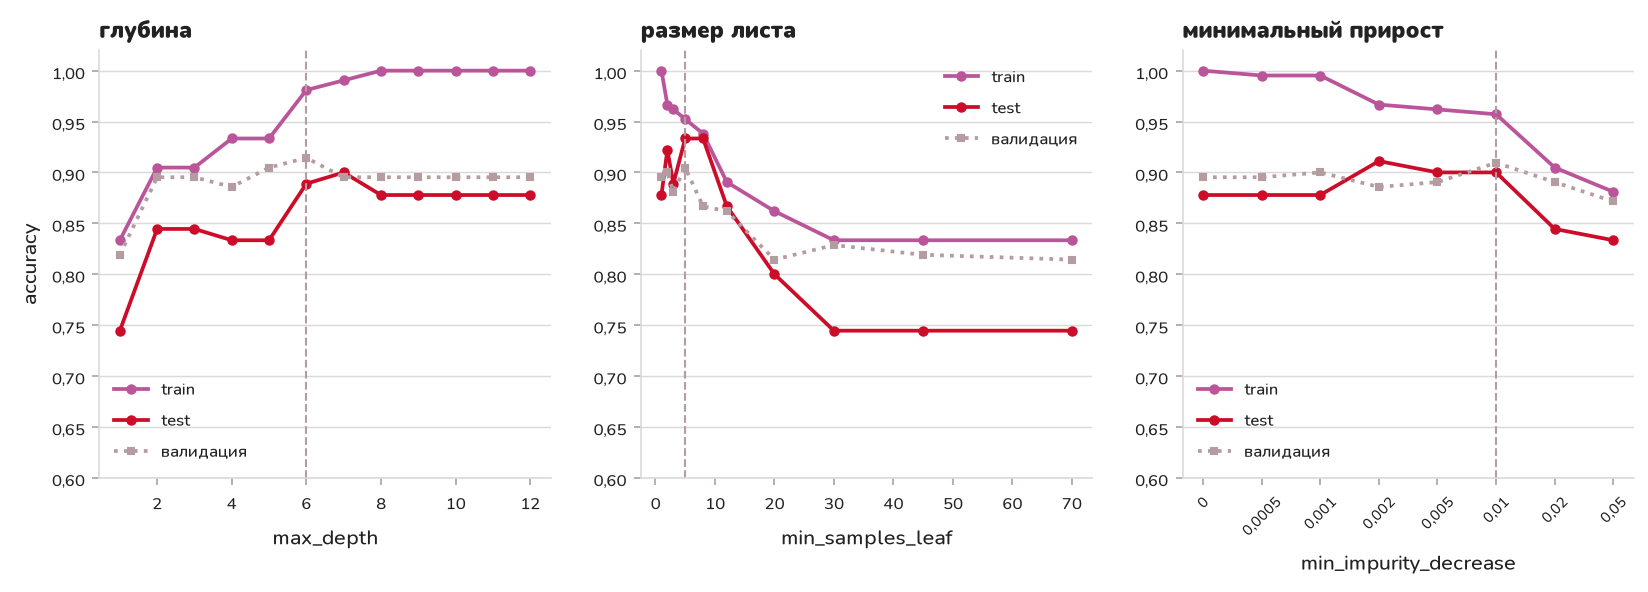 глубина
accuracy
1,00
0,95
0,90
0,85
0,80
0,75
0,70
0,65
0,60
train
test
валидация
2 4 6 8 10 12
max_depth
размер листа
1,00
0,95
0,90
0,85
0,80
0,75
0,70
0,65
0,60
train
test
валидация
0 10 20 30 40 50 60 70
min_samples_leaf
минимальный прирост
1,00
0,95
0,90
0,85
0,80
0,75
0,70
0,65
0,60
train
test
валидация
0 0,0005 0,001 0,002 0,005 0,01 0,02 0,05
min_impurity_decrease